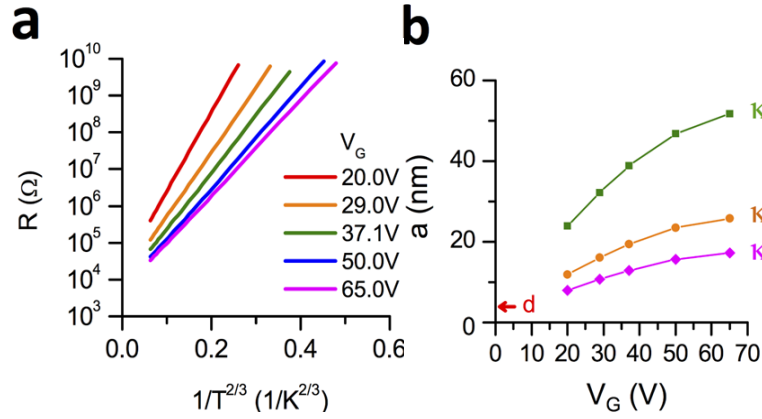 a
R (Ω)
10^10
10^9
10^8
10^7
10^6
10^5
10^4
10^3
0.0 0.2 0.4 0.6
1/T^2/3 (1/K^2/3)
V_G
20.0V
29.0V
37.1V
50.0V
65.0V
b
a (nm)
60
40
20
0
0 10 20 30 40 50 60 70
V_G (V)
d
κ
κ
κ